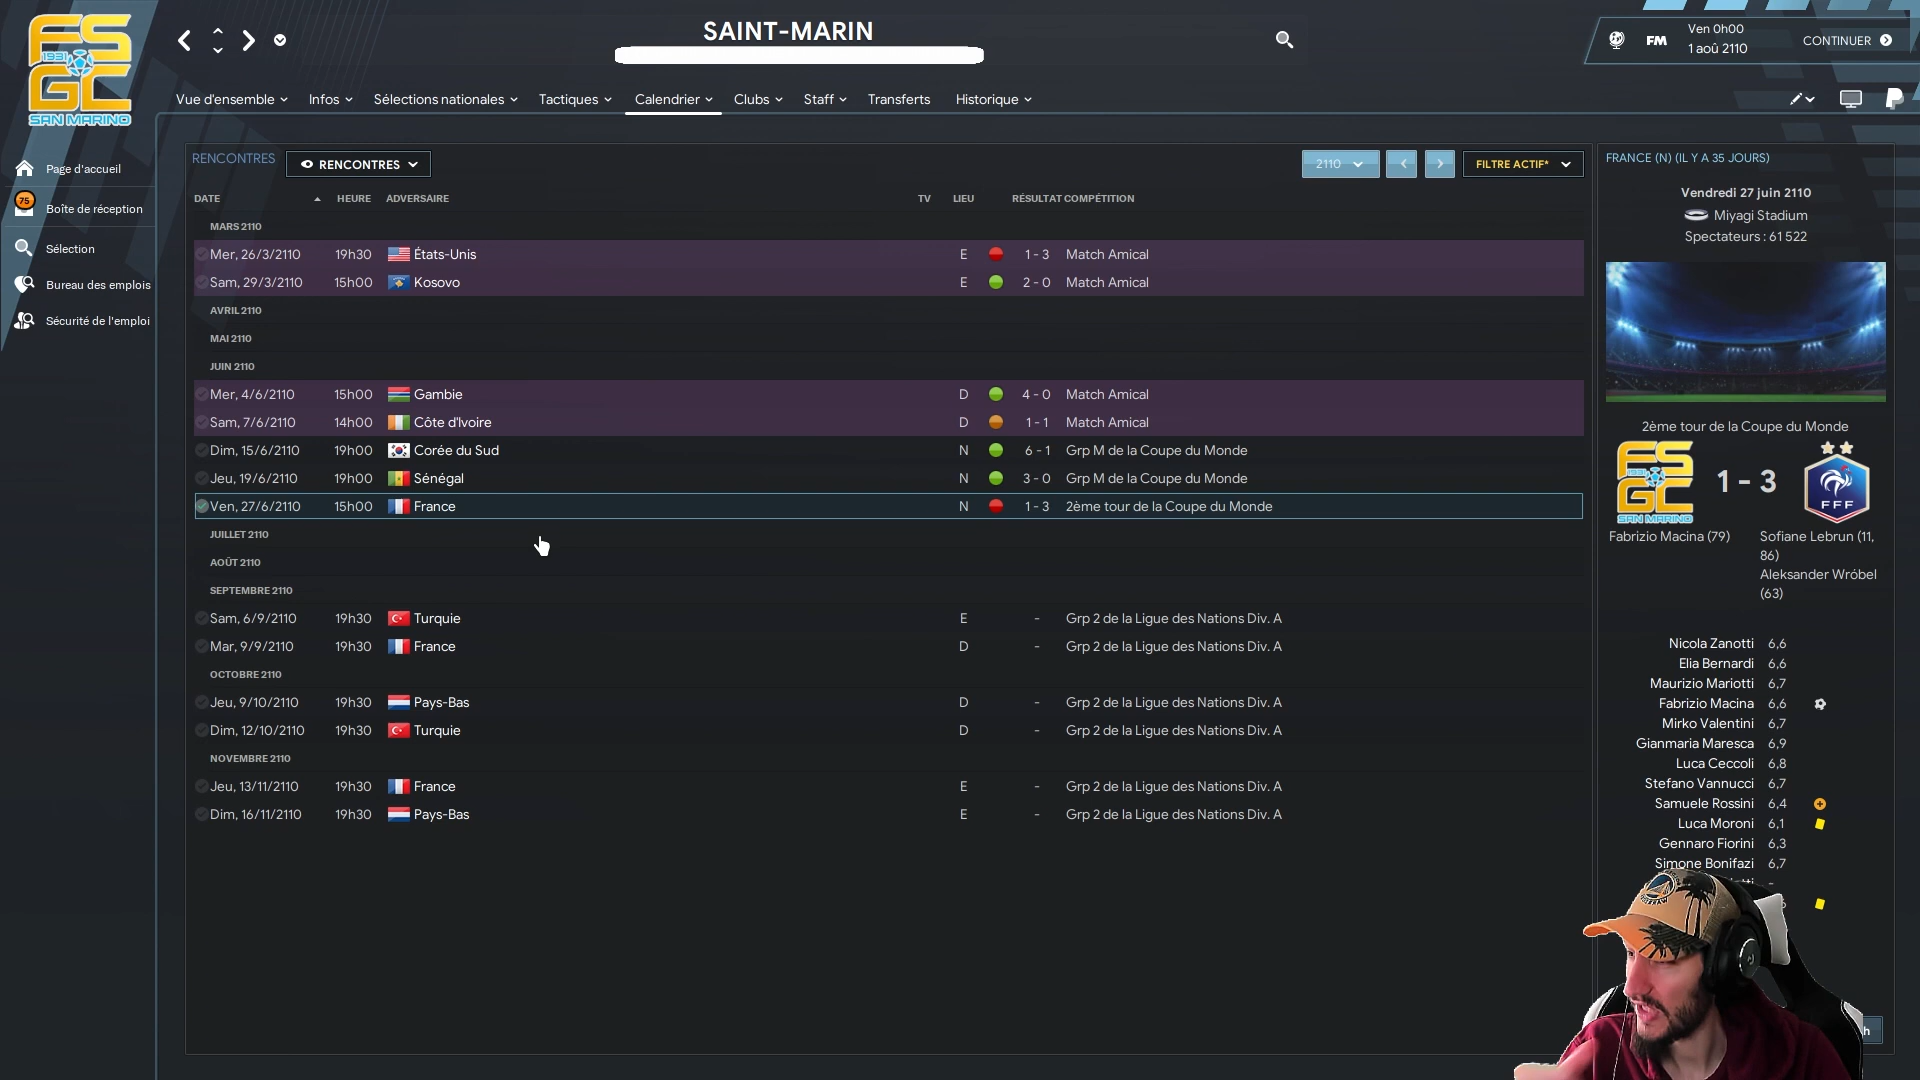 FSGC
1931
SAN MARINO
SAINT-MARIN
Ven 0h00
1 aoû 2110
FM
CONTINUER
Vue d'ensemble
Infos
Sélections nationales
Tactiques
Calendrier
Clubs
Staff
Transferts
Historique
Page d'accueil
75
Boîte de réception
Sélection
Bureau des emplois
Sécurité de l'emploi
RENCONTRES
RENCONTRES
2110
FILTRE ACTIF*
DATE HEURE ADVERSAIRE TV LIEU RÉSULTAT COMPÉTITION
MARS 2110
Mer, 26/3/2110 19h30 États-Unis E 1 - 3 Match Amical
Sam, 29/3/2110 15h00 Kosovo E 2 - 0 Match Amical
AVRIL 2110
MAI 2110
JUIN 2110
Mer, 4/6/2110 15h00 Gambie D 4 - 0 Match Amical
Sam, 7/6/2110 14h00 Côte d'Ivoire D 1 - 1 Match Amical
Dim, 15/6/2110 19h00 Corée du Sud N 6 - 1 Grp M de la Coupe du Monde
Jeu, 19/6/2110 19h00 Sénégal N 3 - 0 Grp M de la Coupe du Monde
Ven, 27/6/2110 15h00 France N 1 - 3 2ème tour de la Coupe du Monde
JUILLET 2110
AOÛT 2110
SEPTEMBRE 2110
Sam, 6/9/2110 19h30 Turquie E - Grp 2 de la Ligue des Nations Div. A
Mar, 9/9/2110 19h30 France D - Grp 2 de la Ligue des Nations Div. A
OCTOBRE 2110
Jeu, 9/10/2110 19h30 Pays-Bas D - Grp 2 de la Ligue des Nations Div. A
Dim, 12/10/2110 19h30 Turquie D - Grp 2 de la Ligue des Nations Div. A
NOVEMBRE 2110
Jeu, 13/11/2110 19h30 France E - Grp 2 de la Ligue des Nations Div. A
Dim, 16/11/2110 19h30 Pays-Bas E - Grp 2 de la Ligue des Nations Div. A
FRANCE (N) (IL Y A 35 JOURS)
Vendredi 27 juin 2110
Miyagi Stadium
Spectateurs : 61 522
2ème tour de la Coupe du Monde
FSGC
1931
SAN MARINO
1 - 3
FFF
Fabrizio Macina (79)
Sofiane Lebrun (11,
86)
Aleksander Wróbel
(63)
Nicola Zanotti 6,6
Elia Bernardi 6,6
Maurizio Mariotti 6,7
Fabrizio Macina 6,6
Mirko Valentini 6,7
Gianmaria Maresca 6,9
Luca Ceccoli 6,8
Stefano Vannucci 6,7
Samuele Rossini 6,4
Luca Moroni 6,1
Gennaro Fiorini 6,3
Simone Bonifazi 6,7